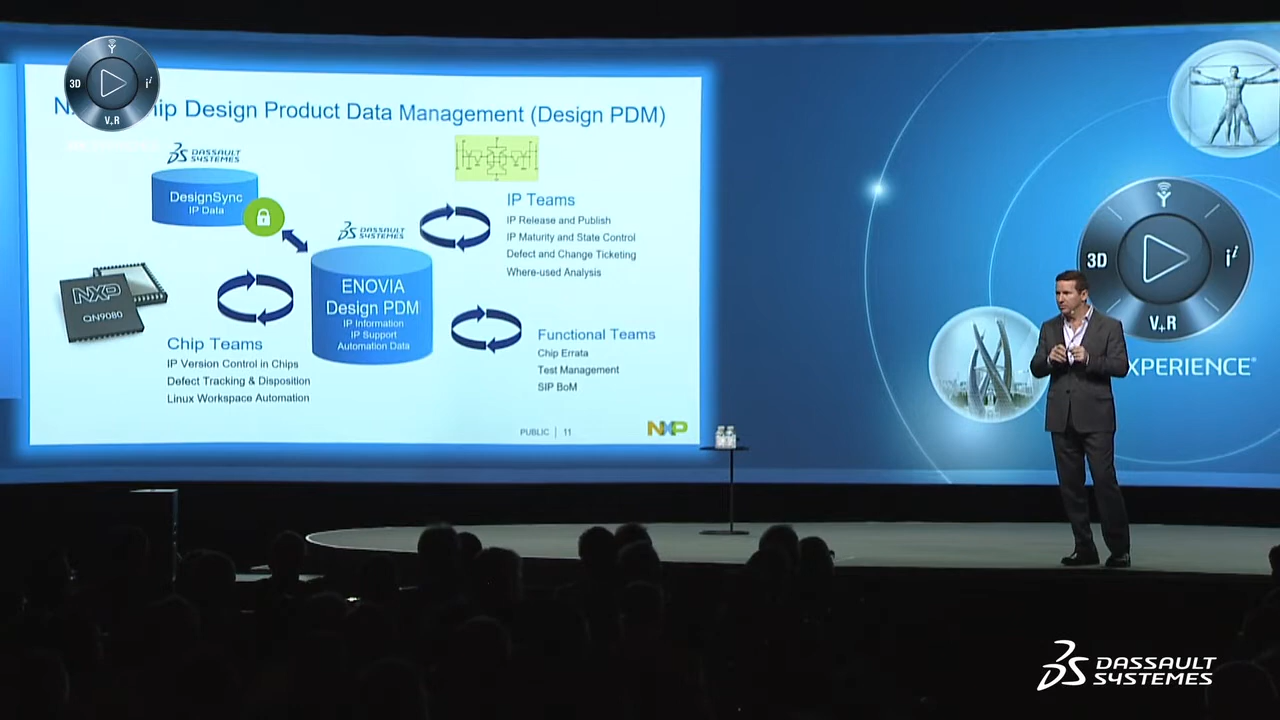 3D
i
V,R
Chip Design Product Data Management (Design PDM)
DASSAULT
SYSTEMES
DesignSync
IP Data
DASSAULT
SYSTEMES
ENOVIA
Design PDM
IP Information
IP Support
Automation Data
IP Teams
IP Release and Publish
IP Maturity and State Control
Defect and Change Ticketing
Where-used Analysis
NXP
QN9080
Chip Teams
IP Version Control in Chips
Defect Tracking & Disposition
Linux Workspace Automation
Functional Teams
Chip Errata
Test Management
SIP BoM
PUBLIC | 11
NXP
3D
i
V+R
XPERIENCE®
DASSAULT
SYSTEMES